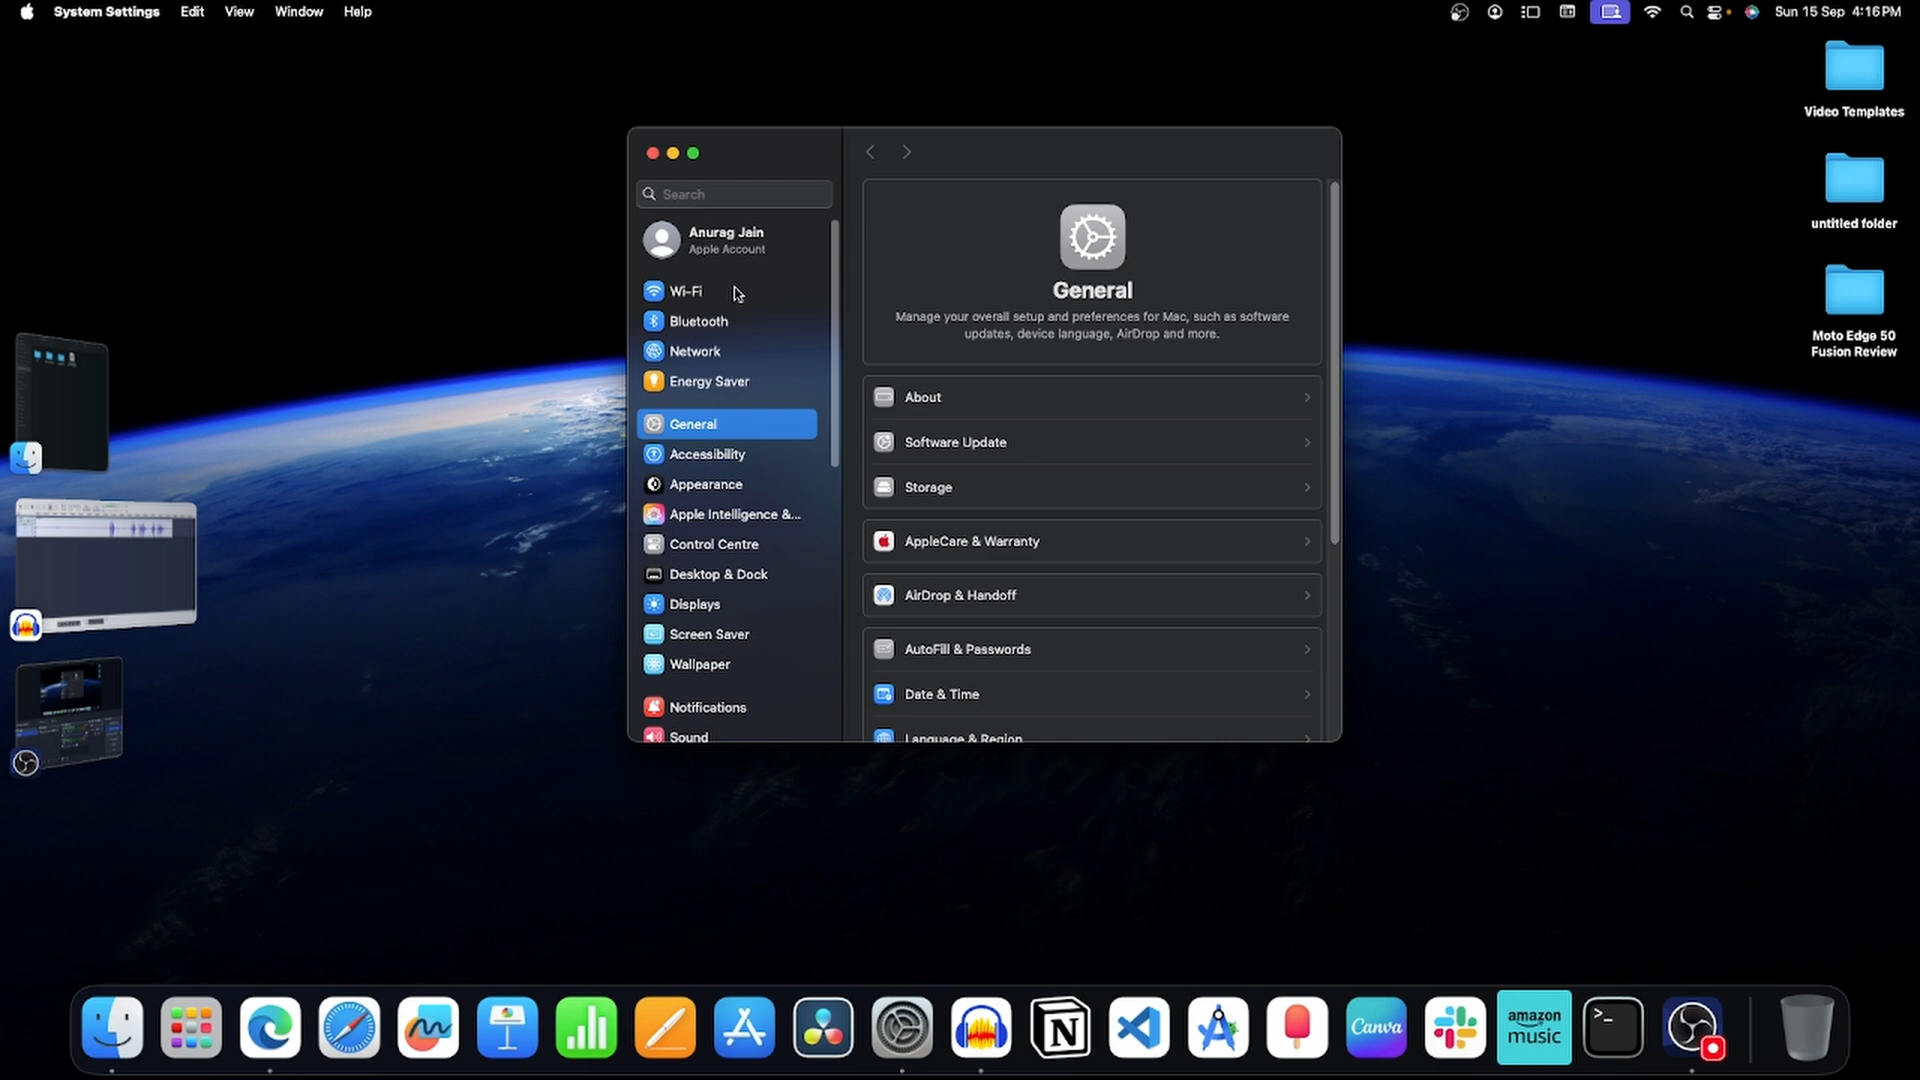 System Settings Edit View Window Help
Sun 15 Sep 4:16 PM
Video Templates
untitled folder
Moto Edge 50
Fusion Review
Search
Anurag Jain
Apple Account
Wi-Fi
Bluetooth
Network
Energy Saver
General
Accessibility
Appearance
Apple Intelligence &...
Control Centre
Desktop & Dock
Displays
Screen Saver
Wallpaper
Notifications
Sound
General
Manage your overall setup and preferences for Mac, such as software
updates, device language, AirDrop and more.
About
Software Update
Storage
AppleCare & Warranty
AirDrop & Handoff
AutoFill & Passwords
Date & Time
Language & Region
Canva
amazon
music